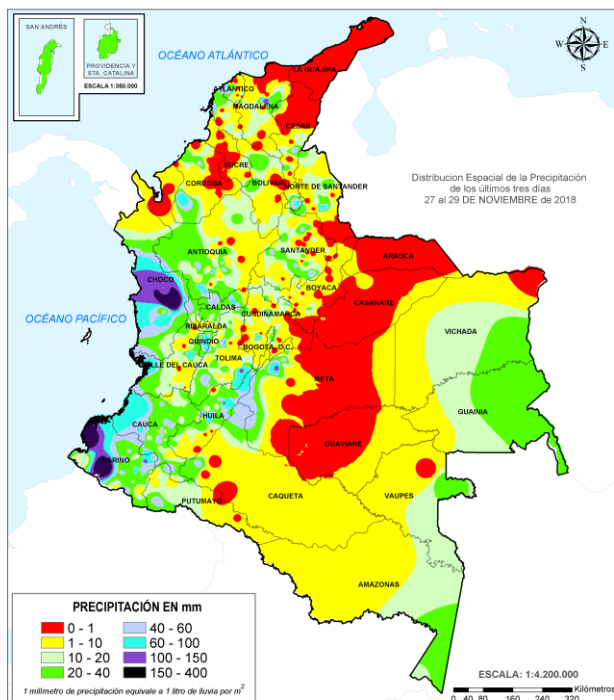 SAN ANDRÉS
PROVIDENCIA Y
STA. CATALINA
ESCALA 1:350.000
OCÉANO ATLÁNTICO
N
W
E
S
LA GUAJIRA
ATLÁNTICO
MAGDALENA
CESAR
SUCRE
CORDOBA
BOLIVAR
NORTE DE SANTANDER
Distribucion Espacial de la Precipitación
de los últimos tres días
27 al 29 DE NOVIEMBRE de 2018
ANTIOQUIA
SANTANDER
ARAUCA
CHOCO
BOYACA
CASANARE
CALDAS
CUNDINAMARCA
OCÉANO PACÍFICO
RISARALDA
QUINDIO
BOGOTA, D.C.
VICHADA
TOLIMA
VALLE DEL CAUCA
META
GUAINIA
CAUCA
HUILA
GUAVIARE
NARIÑO
CAQUETA
VAUPES
PUTUMAYO
AMAZONAS
PRECIPITACIÓN EN mm
0 - 1
40 - 60
1 - 10
60 - 100
10 - 20
100 - 150
20 - 40
150 - 400
1 milimetro de precipitación equivale a 1 litro de lluvia por m²
ESCALA: 1:4.200.000
Kilómetros
0 40 80 160 240 320